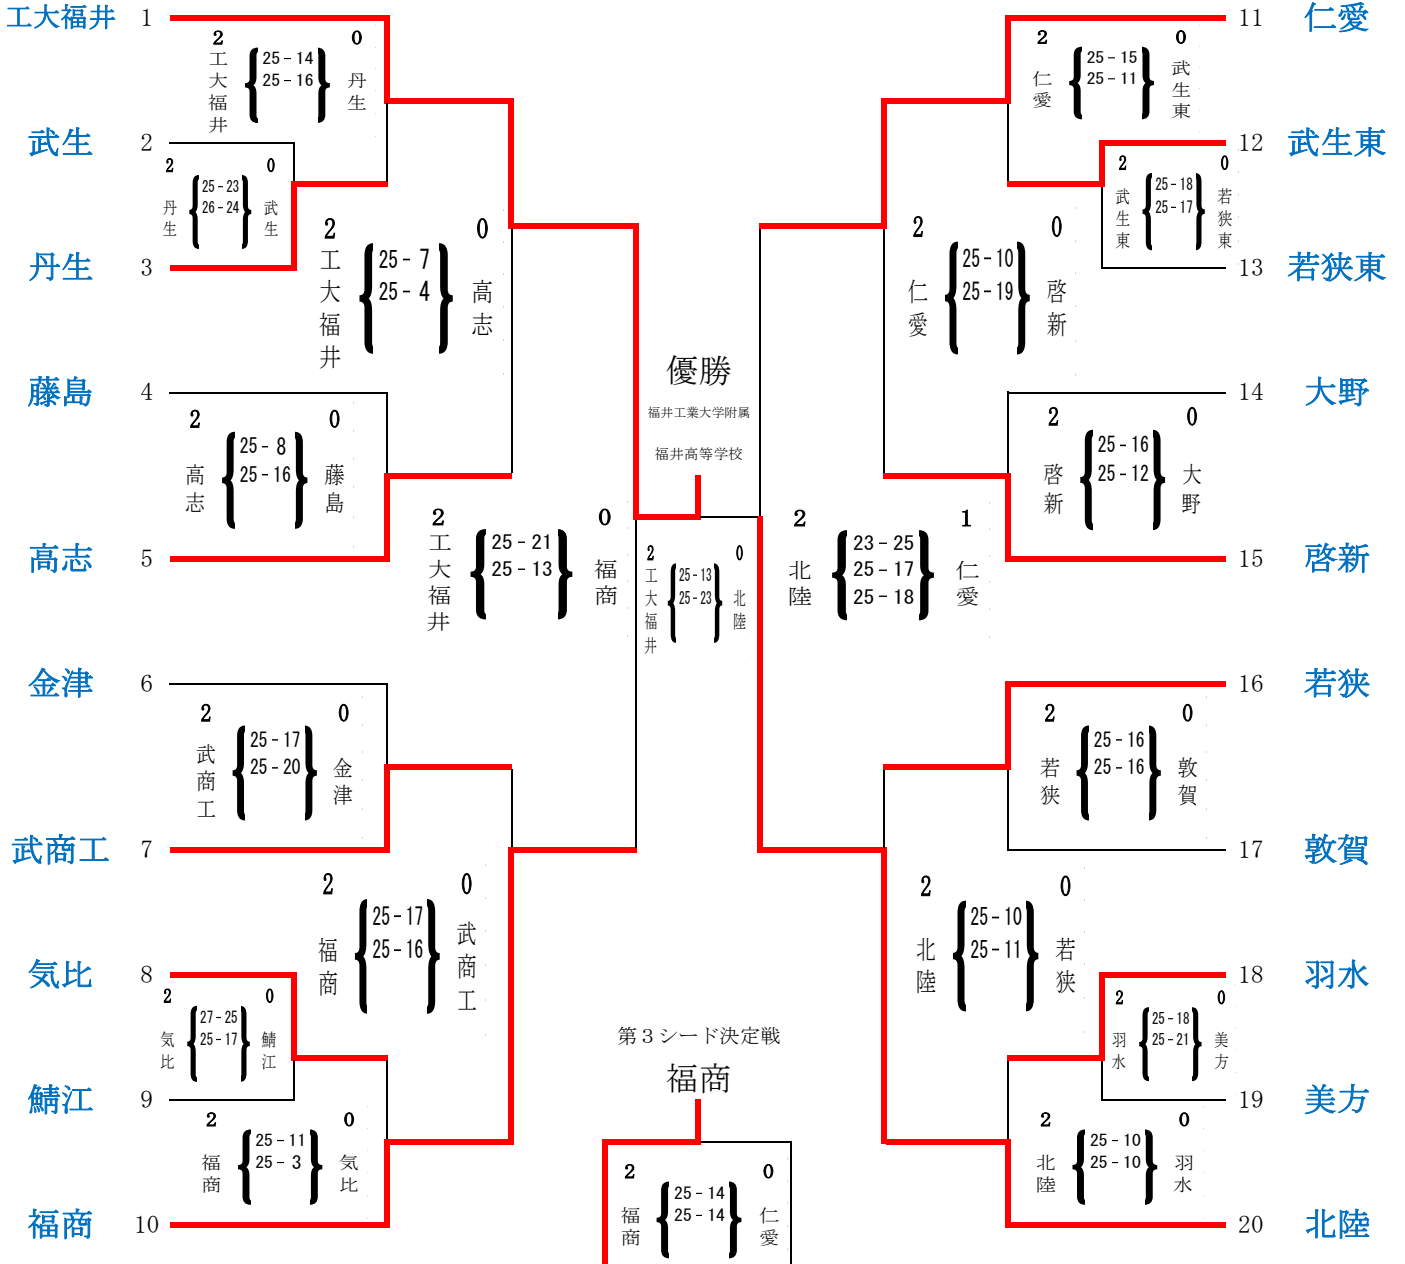 工大福井 1
2 0
工大福井 25－14 丹生
25－16
武生 2
2 0
丹生 25－23 武生
26－24
丹生 3
2 0
工大福井 25－7 高志
25－4
藤島 4
2 0
高志 25－8 藤島
25－16
高志 5
2 0
工大福井 25－21 福商
25－13
金津 6
2 0
武商工 25－17 金津
25－20
武商工 7
2 0
福商 25－17 武商工
25－16
気比 8
2 0
気比 27－25 鯖江
25－17
鯖江 9
2 0
福商 25－11 気比
25－3
福商 10
優勝
福井工業大学附属
福井高等学校
2 0
工大福井 25－13 北陸
25－23
第３シード決定戦
福商
2 0
福商 25－14 仁愛
25－14
11 仁愛
2 0
仁愛 25－15 武生東
25－11
12 武生東
2 0
武生東 25－18 若狭東
25－17
13 若狭東
2 0
仁愛 25－10 啓新
25－19
14 大野
2 0
啓新 25－16 大野
25－12
15 啓新
2 1
北陸 23－25 仁愛
25－17
25－18
16 若狭
2 0
若狭 25－16 敦賀
25－16
17 敦賀
2 0
北陸 25－10 若狭
25－11
18 羽水
2 0
羽水 25－18 美方
25－21
19 美方
2 0
北陸 25－10 羽水
25－10
20 北陸